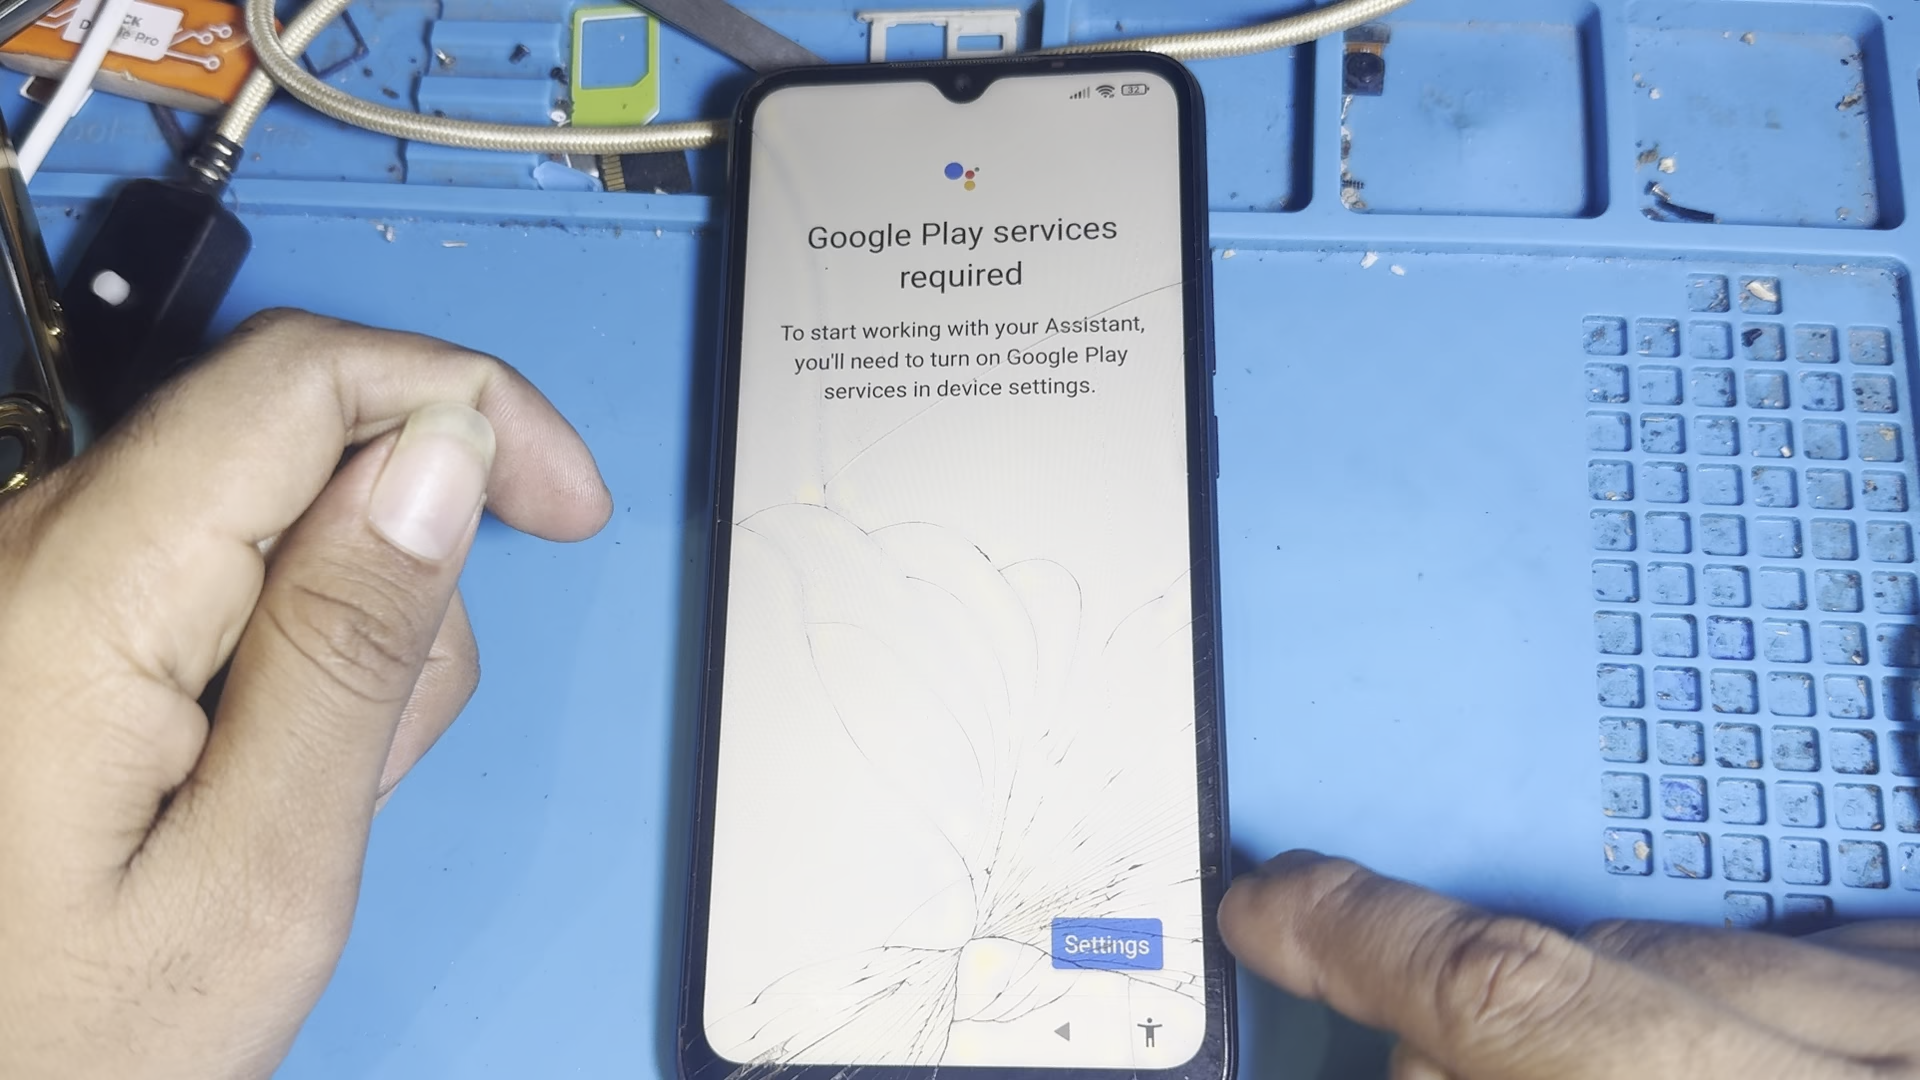 32
Google Play services
required
To start working with your Assistant,
you'll need to turn on Google Play
services in device settings.
Settings